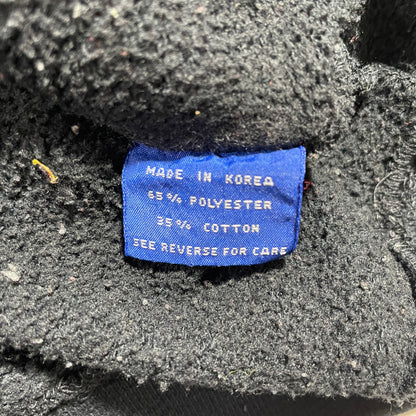 MADE IN KOREA
65% POLYESTER
35% COTTON
SEE REVERSE FOR CARE